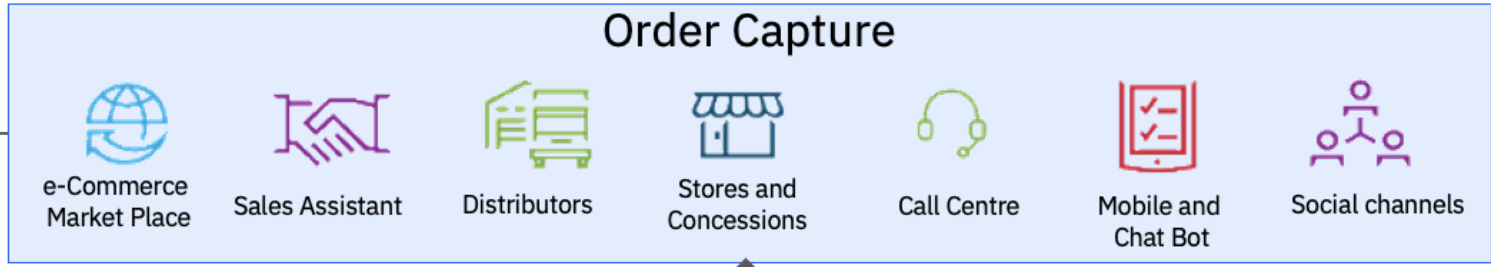 Order Capture
e-Commerce
Market Place
Sales Assistant
Distributors
Stores and
Concessions
Call Centre
Mobile and
Chat Bot
Social channels